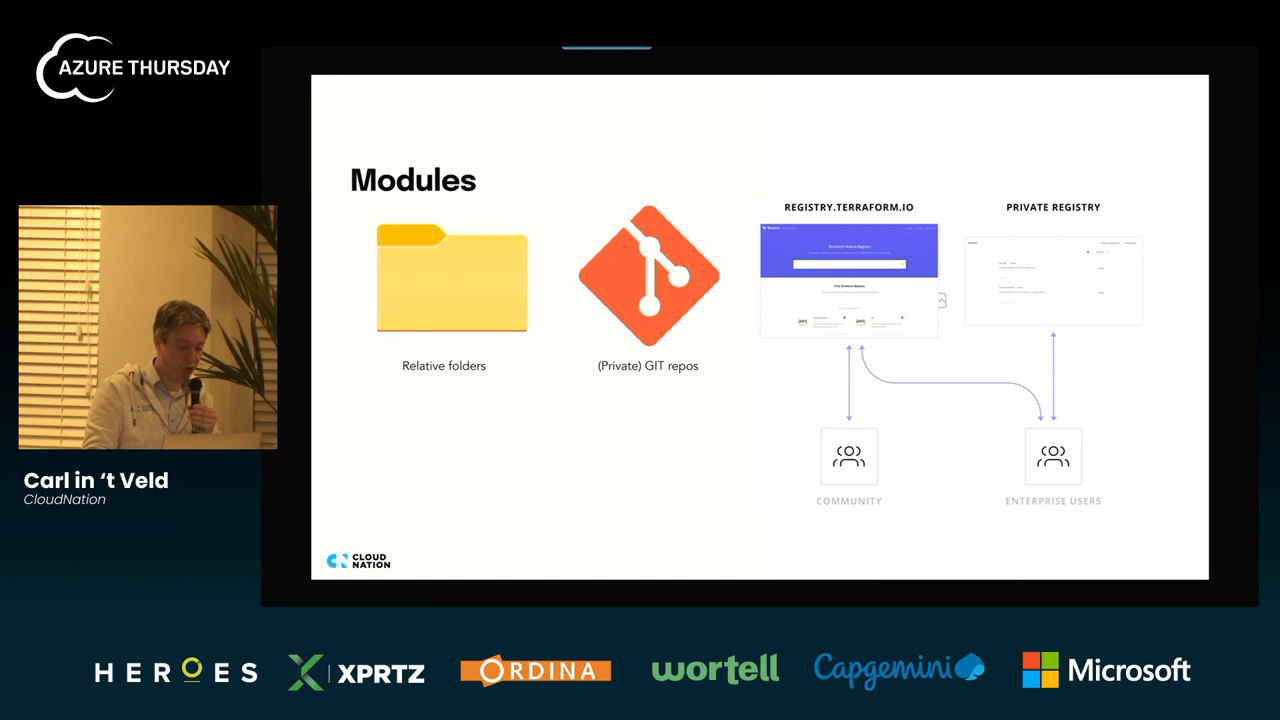 AZURE THURSDAY
Modules
REGISTRY.TERRAFORM.IO
PRIVATE REGISTRY
Relative folders
(Private) GIT repos
COMMUNITY
ENTERPRISE USERS
CLOUD
NATION
Carl in ‘t Veld
CloudNation
HEROES
XPRTZ
ORDINA
wortell
Capgemini
Microsoft